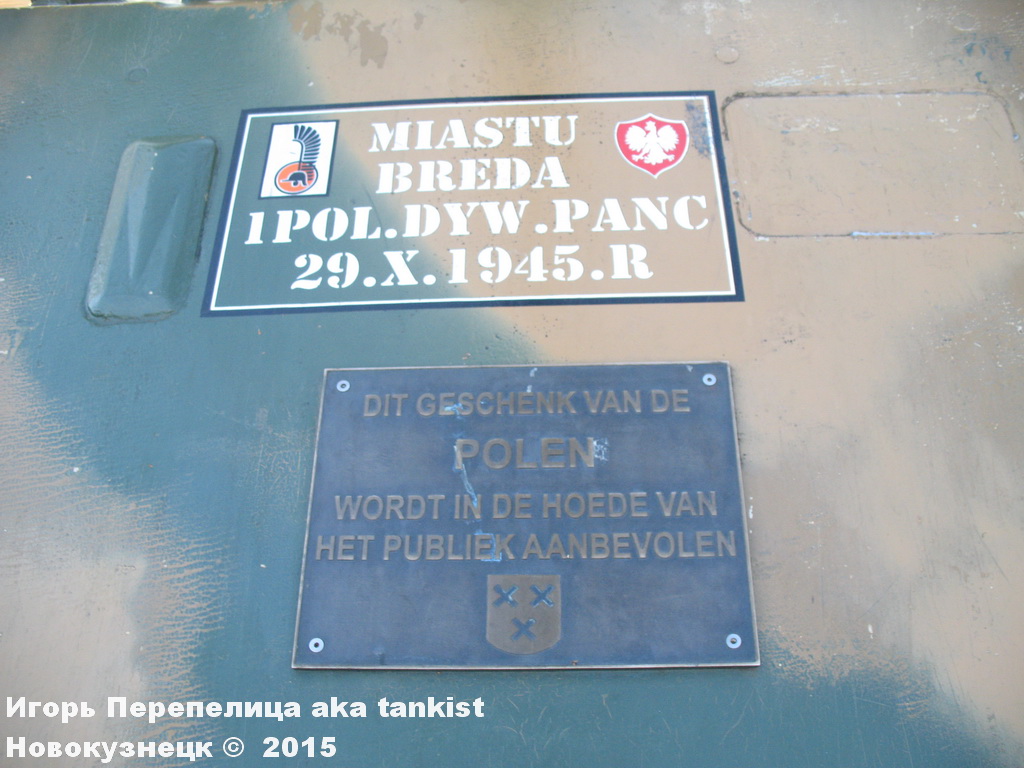 MIASTU
BREDA
1POL.DYW.PANC
29.X.1945.R
DIT GESCHENK VAN DE
POLEN
WORDT IN DE HOEDE VAN
HET PUBLIEK AANBEVOLEN
Игорь Перепелица aka tankist
Новокузнецк © 2015